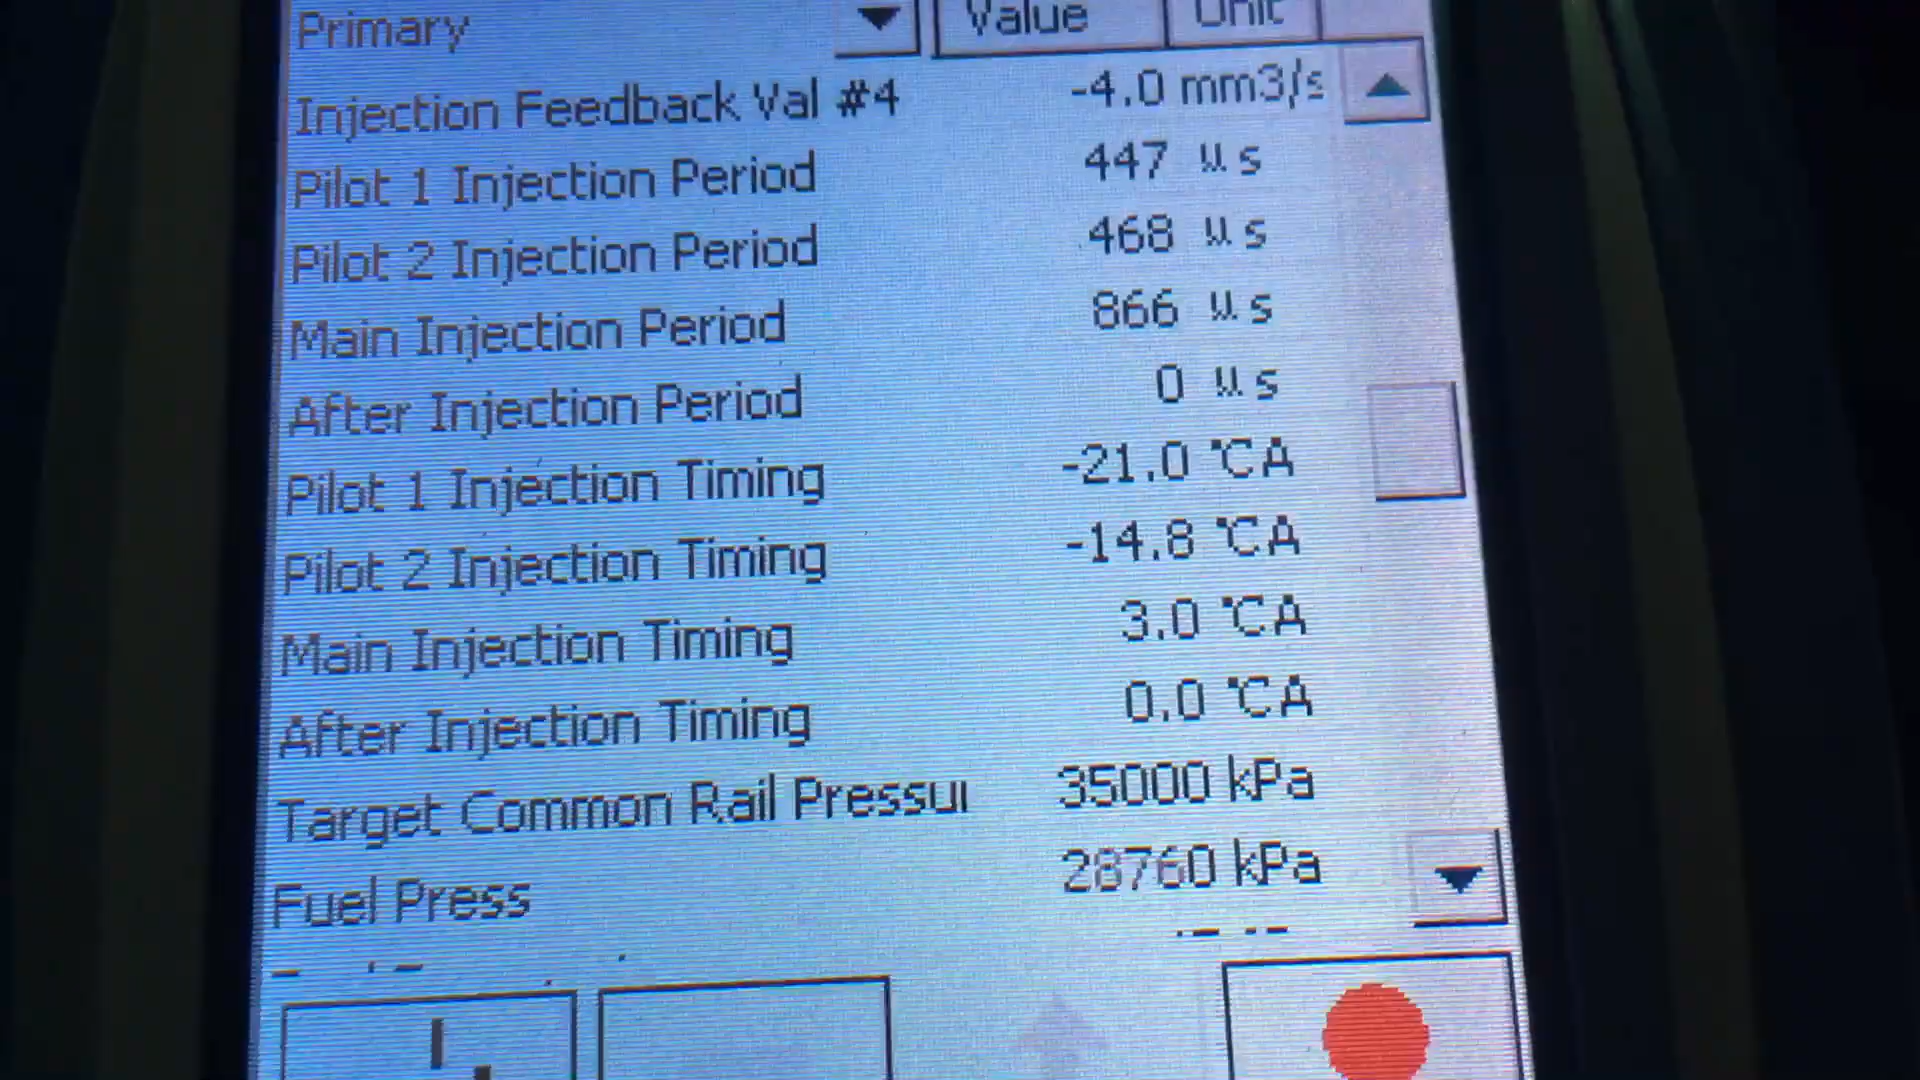 Primary Value Unit
Injection Feedback Val #4 -4.0 mm3/s
Pilot 1 Injection Period 447 µs
Pilot 2 Injection Period 468 µs
Main Injection Period 866 µs
After Injection Period 0 µs
Pilot 1 Injection Timing -21.0 °CA
Pilot 2 Injection Timing -14.8 °CA
Main Injection Timing 3.0 °CA
After Injection Timing 0.0 °CA
Target Common Rail Pressur 35000 kPa
Fuel Press 28760 kPa